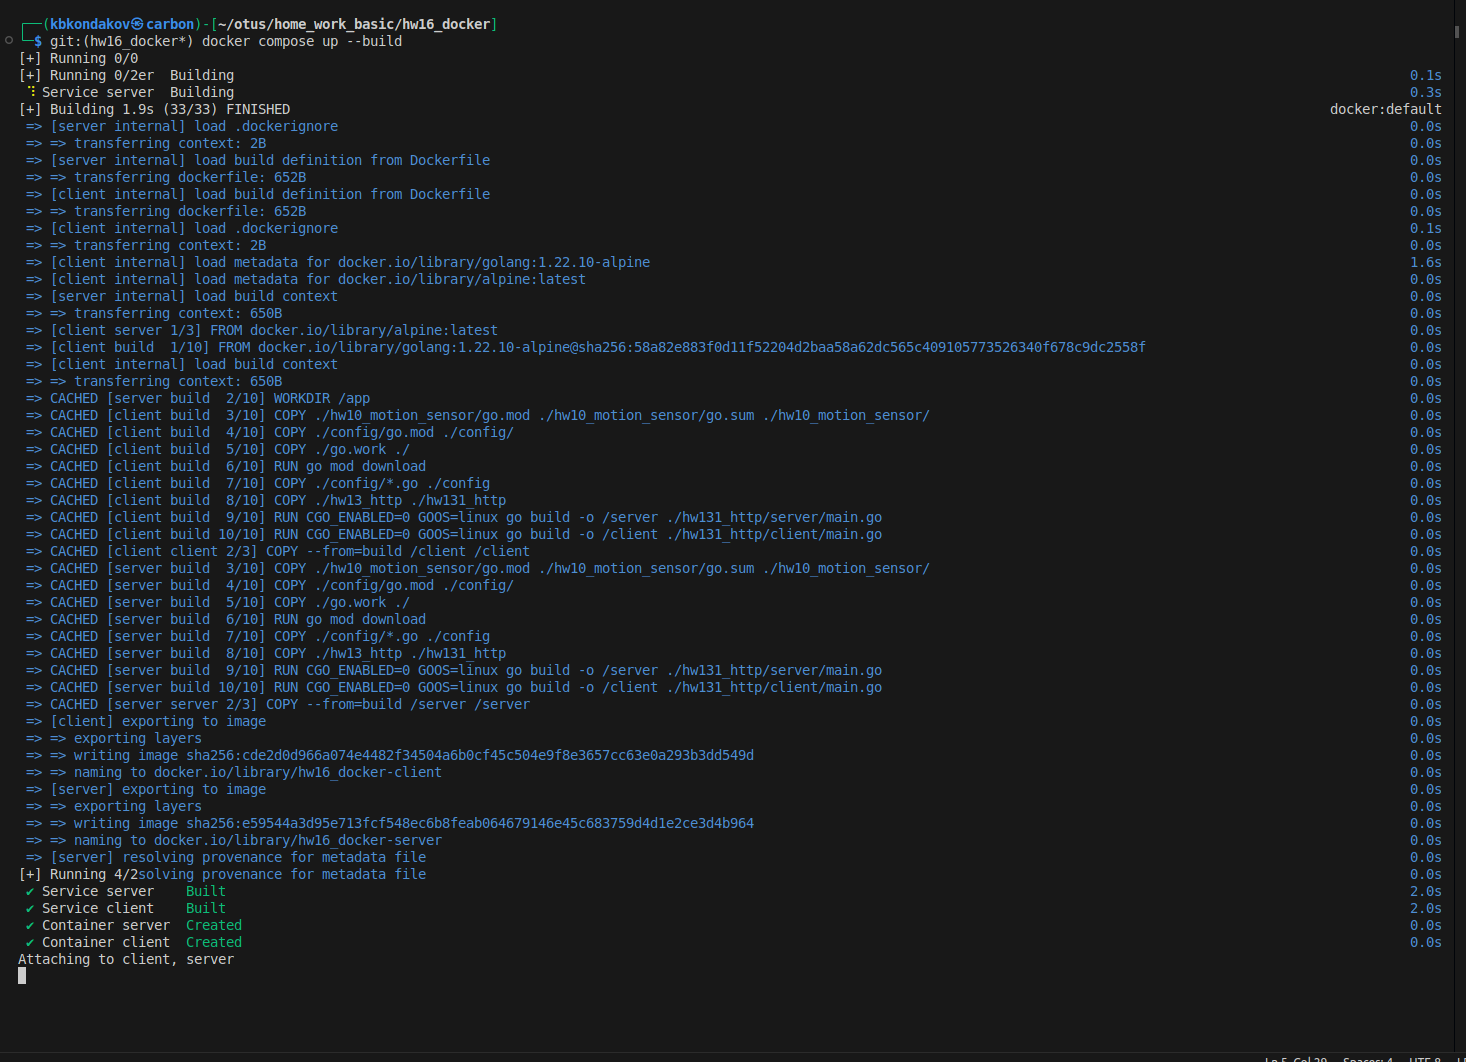 ┌──(kbkondakov㉿carbon)-[~/otus/home_work_basic/hw16_docker]
└─$ git:(hw16_docker*) docker compose up --build
[+] Running 0/0
[+] Running 0/2er  Building 0.1s
⠹ Service server  Building 0.3s
[+] Building 1.9s (33/33) FINISHED docker:default
=> [server internal] load .dockerignore 0.0s
=> => transferring context: 2B 0.0s
=> [server internal] load build definition from Dockerfile 0.0s
=> => transferring dockerfile: 652B 0.0s
=> [client internal] load build definition from Dockerfile 0.0s
=> => transferring dockerfile: 652B 0.0s
=> [client internal] load .dockerignore 0.1s
=> => transferring context: 2B 0.0s
=> [client internal] load metadata for docker.io/library/golang:1.22.10-alpine 1.6s
=> [client internal] load metadata for docker.io/library/alpine:latest 0.0s
=> [server internal] load build context 0.0s
=> => transferring context: 650B 0.0s
=> [client server 1/3] FROM docker.io/library/alpine:latest 0.0s
=> [client build  1/10] FROM docker.io/library/golang:1.22.10-alpine@sha256:58a82e883f0d11f52204d2baa58a62dc565c409105773526340f678c9dc2558f 0.0s
=> [client internal] load build context 0.0s
=> => transferring context: 650B 0.0s
=> CACHED [server build  2/10] WORKDIR /app 0.0s
=> CACHED [client build  3/10] COPY ./hw10_motion_sensor/go.mod ./hw10_motion_sensor/go.sum ./hw10_motion_sensor/ 0.0s
=> CACHED [client build  4/10] COPY ./config/go.mod ./config/ 0.0s
=> CACHED [client build  5/10] COPY ./go.work ./ 0.0s
=> CACHED [client build  6/10] RUN go mod download 0.0s
=> CACHED [client build  7/10] COPY ./config/*.go ./config 0.0s
=> CACHED [client build  8/10] COPY ./hw13_http ./hw131_http 0.0s
=> CACHED [client build  9/10] RUN CGO_ENABLED=0 GOOS=linux go build -o /server ./hw131_http/server/main.go 0.0s
=> CACHED [client build 10/10] RUN CGO_ENABLED=0 GOOS=linux go build -o /client ./hw131_http/client/main.go 0.0s
=> CACHED [client client 2/3] COPY --from=build /client /client 0.0s
=> CACHED [server build  3/10] COPY ./hw10_motion_sensor/go.mod ./hw10_motion_sensor/go.sum ./hw10_motion_sensor/ 0.0s
=> CACHED [server build  4/10] COPY ./config/go.mod ./config/ 0.0s
=> CACHED [server build  5/10] COPY ./go.work ./ 0.0s
=> CACHED [server build  6/10] RUN go mod download 0.0s
=> CACHED [server build  7/10] COPY ./config/*.go ./config 0.0s
=> CACHED [server build  8/10] COPY ./hw13_http ./hw131_http 0.0s
=> CACHED [server build  9/10] RUN CGO_ENABLED=0 GOOS=linux go build -o /server ./hw131_http/server/main.go 0.0s
=> CACHED [server build 10/10] RUN CGO_ENABLED=0 GOOS=linux go build -o /client ./hw131_http/client/main.go 0.0s
=> CACHED [server server 2/3] COPY --from=build /server /server 0.0s
=> [client] exporting to image 0.0s
=> => exporting layers 0.0s
=> => writing image sha256:cde2d0d966a074e4482f34504a6b0cf45c504e9f8e3657cc63e0a293b3dd549d 0.0s
=> => naming to docker.io/library/hw16_docker-client 0.0s
=> [server] exporting to image 0.0s
=> => exporting layers 0.0s
=> => writing image sha256:e59544a3d95e713fcf548ec6b8feab064679146e45c683759d4d1e2ce3d4b964 0.0s
=> => naming to docker.io/library/hw16_docker-server 0.0s
=> [server] resolving provenance for metadata file 0.0s
[+] Running 4/2solving provenance for metadata file 0.0s
✔ Service server    Built 2.0s
✔ Service client    Built 2.0s
✔ Container server  Created 0.0s
✔ Container client  Created 0.0s
Attaching to client, server